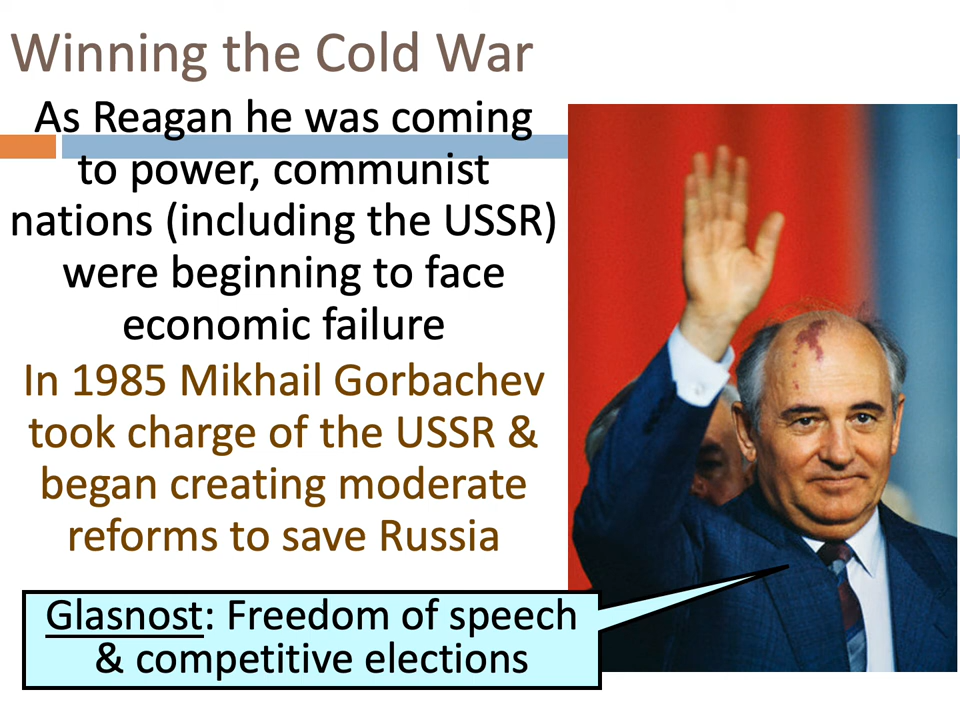 Winning the Cold War
As Reagan he was coming
to power, communist
nations (including the USSR)
were beginning to face
economic failure
In 1985 Mikhail Gorbachev
took charge of the USSR &
began creating moderate
reforms to save Russia
Glasnost: Freedom of speech
& competitive elections